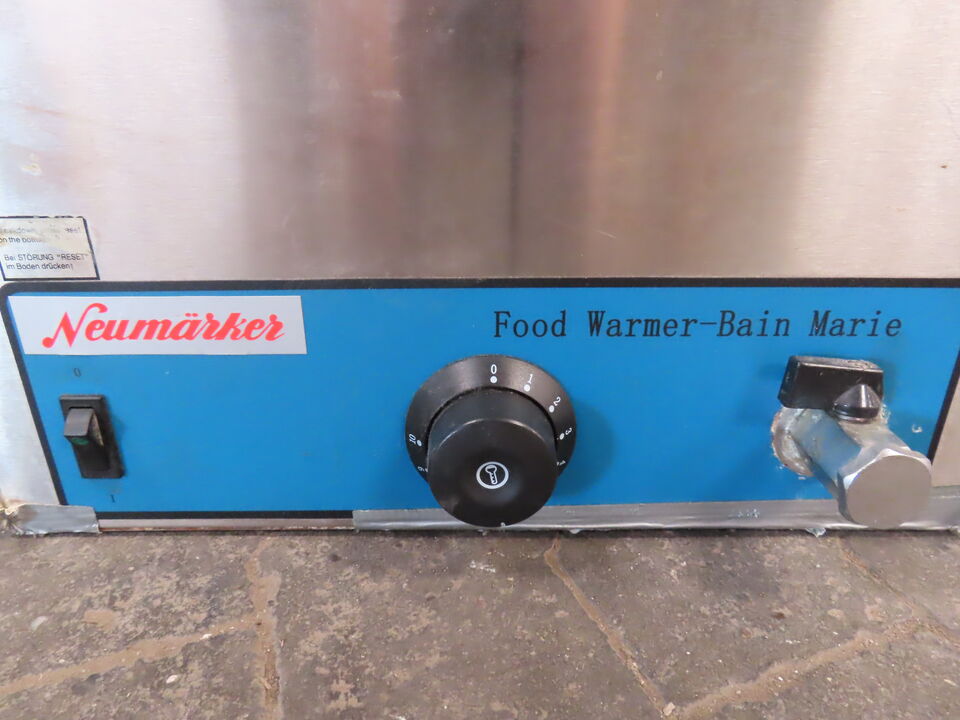 on the bottom
Bei STÖRUNG "RESET"
im Boden drücken!
Neumärker
Food Warmer-Bain Marie
0
0
1
2
3
10
1